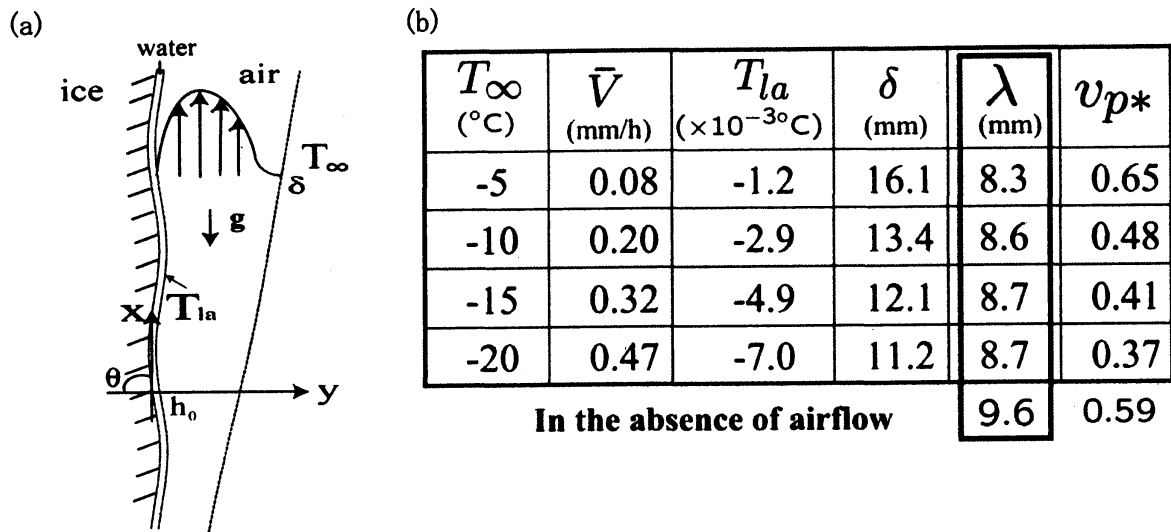 (a)
water
ice
air
T∞
δ
g
x
Tla
θ
h₀
y
(b)
T∞ (°C) V̄ (mm/h) Tla (×10⁻³°C) δ (mm) λ (mm) υp*
-5 0.08 -1.2 16.1 8.3 0.65
-10 0.20 -2.9 13.4 8.6 0.48
-15 0.32 -4.9 12.1 8.7 0.41
-20 0.47 -7.0 11.2 8.7 0.37
In the absence of airflow 9.6 0.59